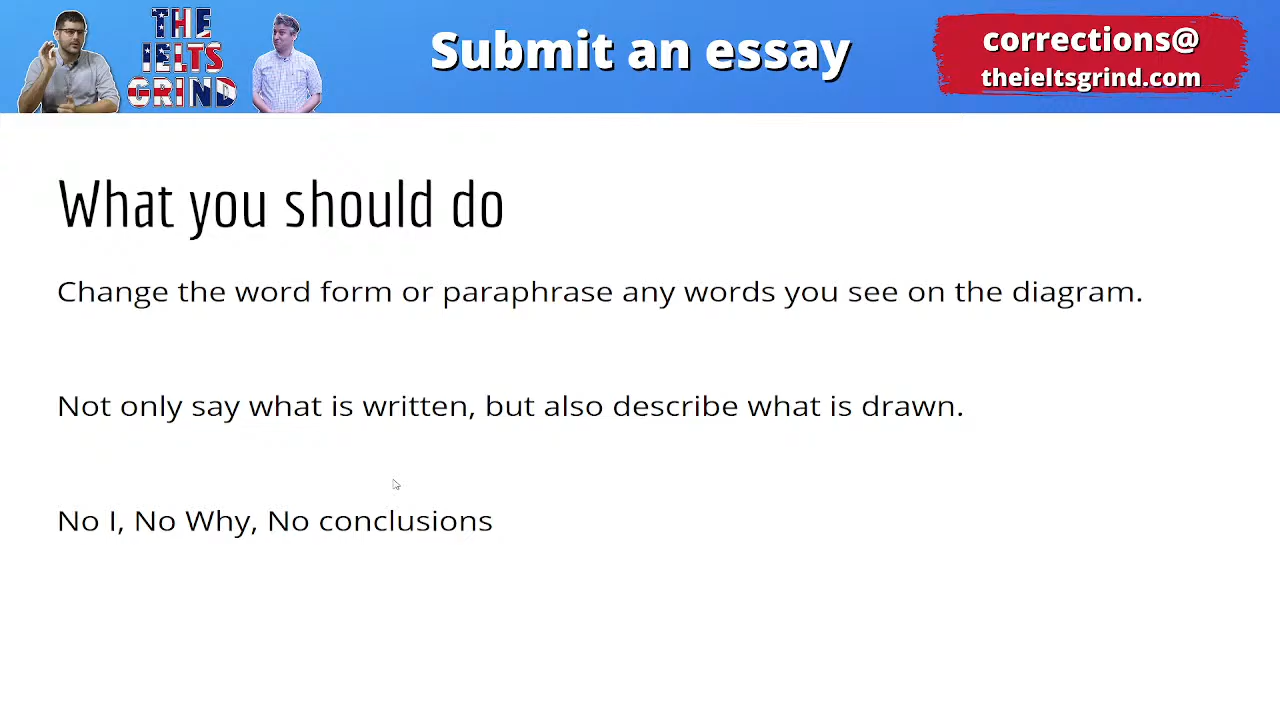 THE
IELTS
GRIND
Submit an essay
corrections@
theieltsgrind.com
What you should do
Change the word form or paraphrase any words you see on the diagram.
Not only say what is written, but also describe what is drawn.
No I, No Why, No conclusions